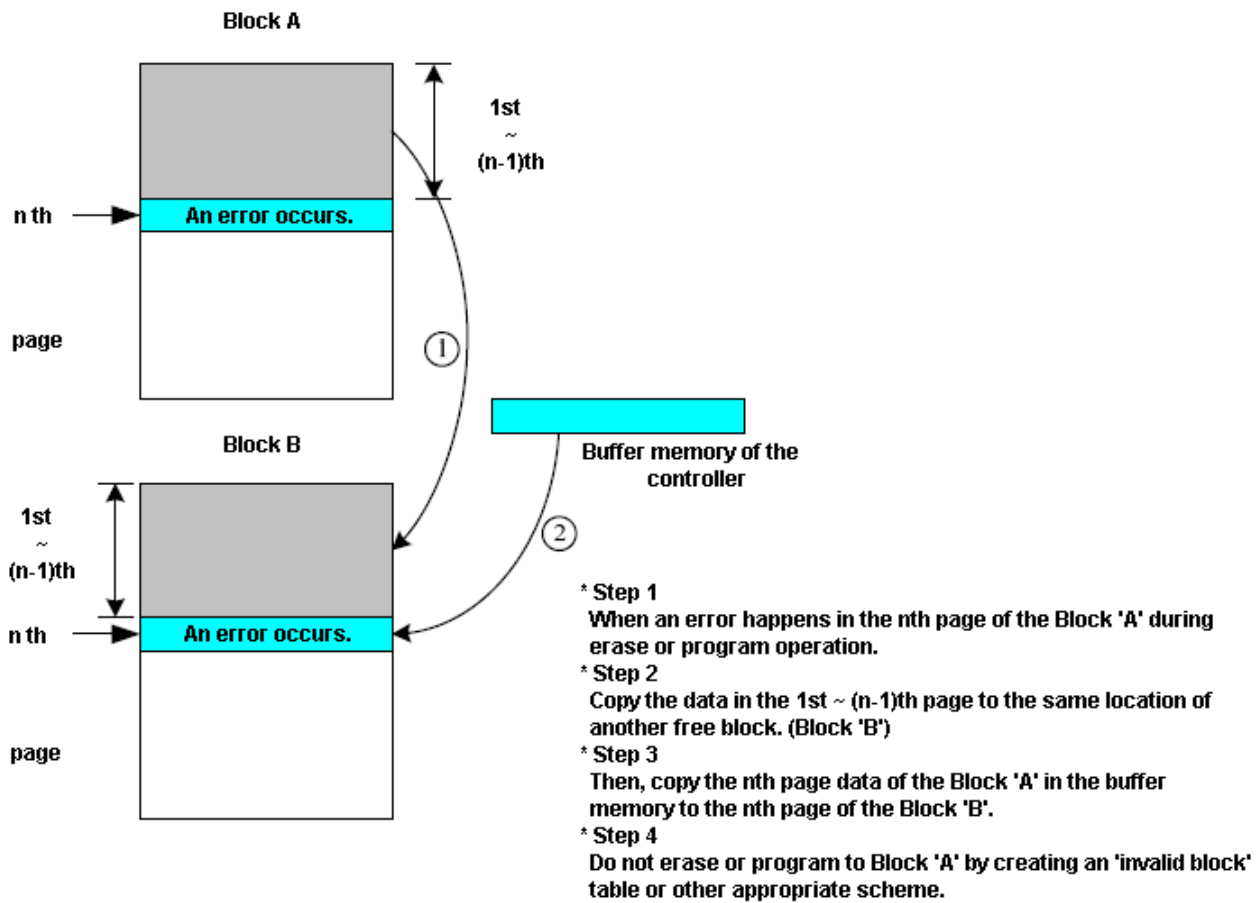 Block A
1st
~
(n-1)th
n th
An error occurs.
page
1
Block B
Buffer memory of the
controller
1st
~
(n-1)th
2
n th
An error occurs.
page
* Step 1
When an error happens in the nth page of the Block 'A' during
erase or program operation.
* Step 2
Copy the data in the 1st ~ (n-1)th page to the same location of
another free block. (Block 'B')
* Step 3
Then, copy the nth page data of the Block 'A' in the buffer
memory to the nth page of the Block 'B'.
* Step 4
Do not erase or program to Block 'A' by creating an 'invalid block'
table or other appropriate scheme.